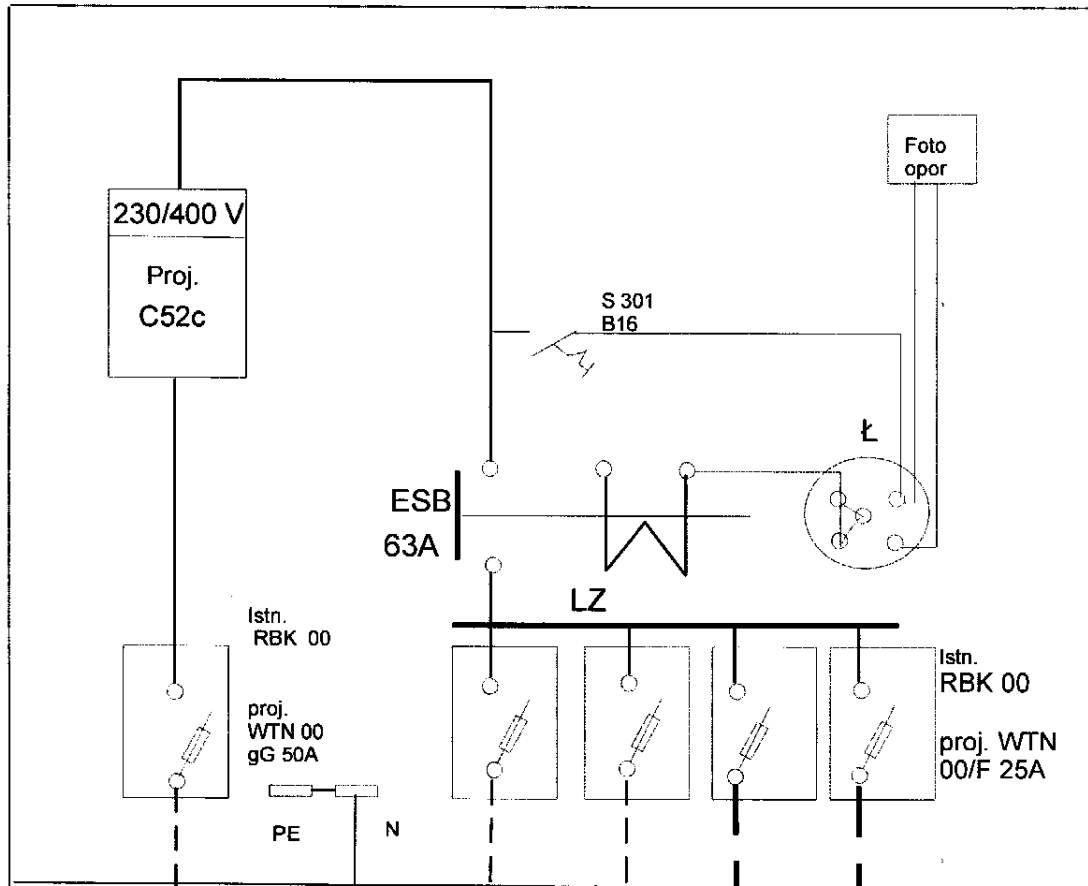 Foto
opor
230/400 V
Proj.
C52c
S 301
B16
Ł
ESB
63A
LZ
Istn.
RBK 00
proj.
WTN 00
gG 50A
PE
N
Istn.
RBK 00
proj. WTN
00/F 25A